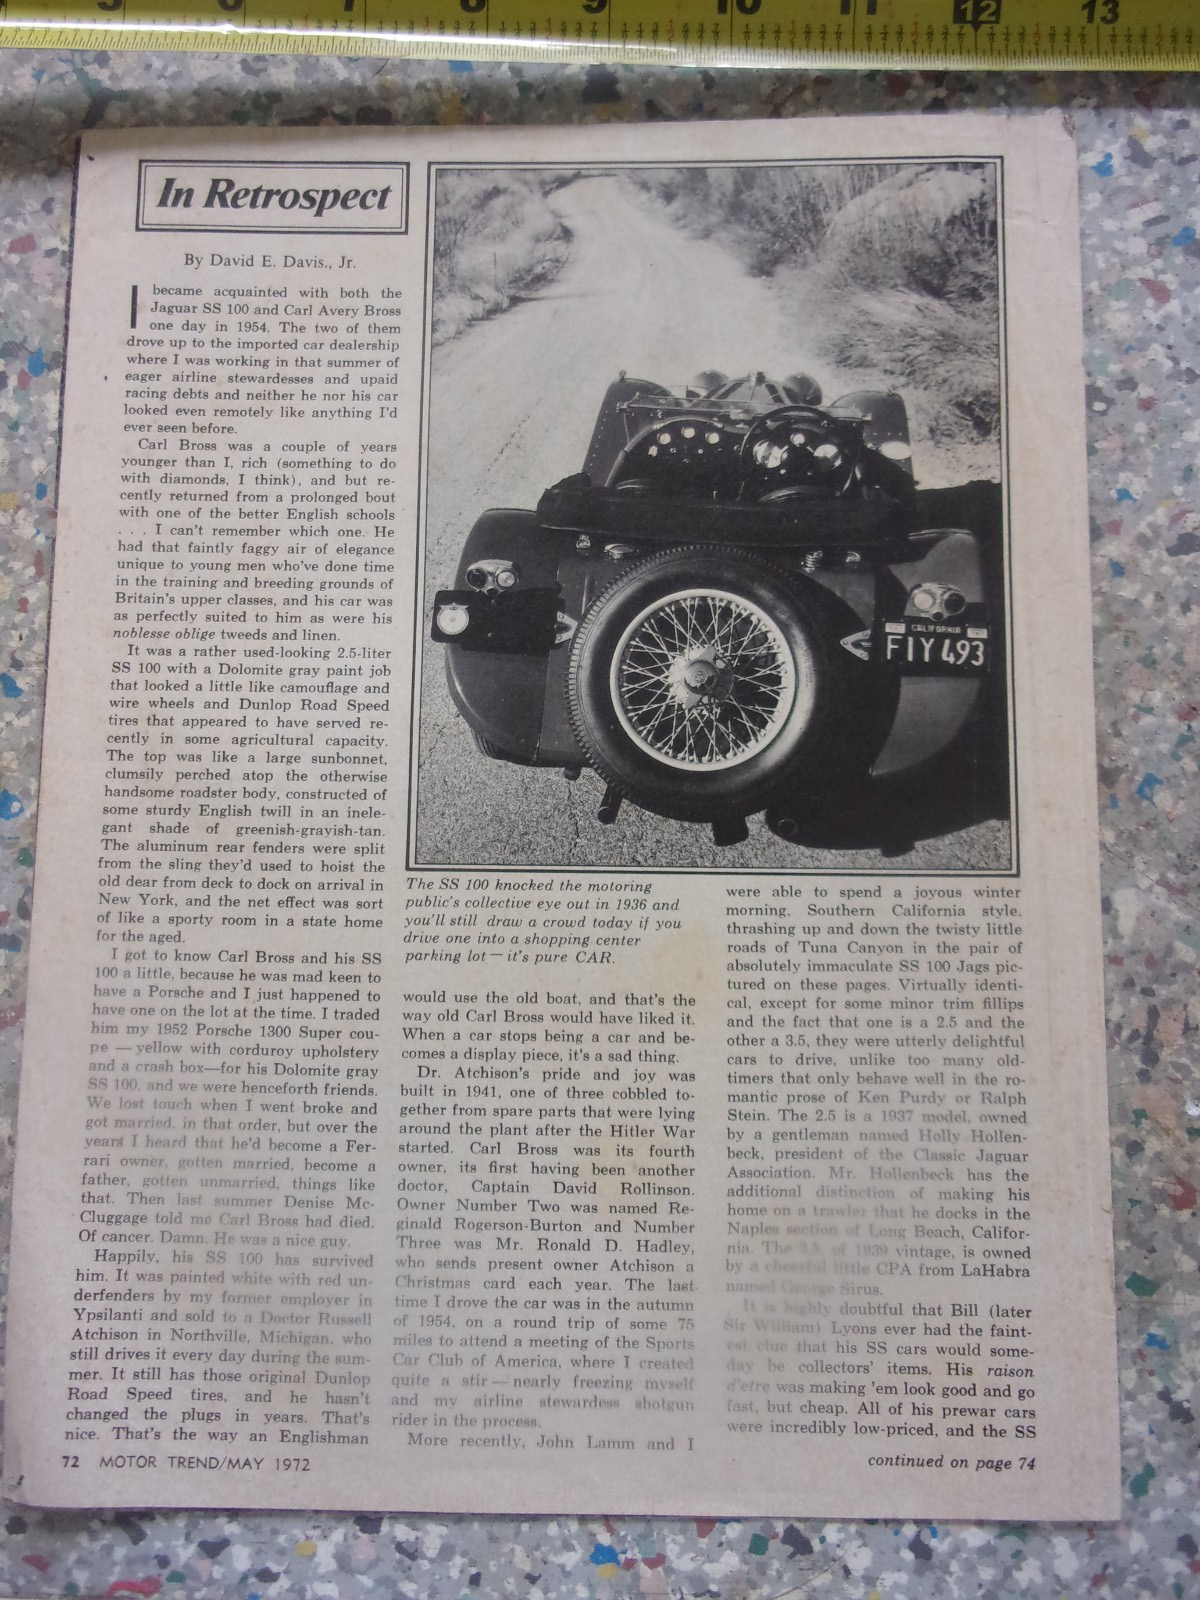 5 6 7 8 9 10 11 12 13
In Retrospect
By David E. Davis., Jr.
I became acquainted with both the
Jaguar SS 100 and Carl Avery Bross
one day in 1954. The two of them
drove up to the imported car dealership
where I was working in that summer of
eager airline stewardesses and upaid
racing debts and neither he nor his car
looked even remotely like anything I'd
ever seen before.
Carl Bross was a couple of years
younger than I, rich (something to do
with diamonds, I think), and but re-
cently returned from a prolonged bout
with one of the better English schools
. . . I can't remember which one. He
had that faintly faggy air of elegance
unique to young men who've done time
in the training and breeding grounds of
Britain's upper classes, and his car was
as perfectly suited to him as were his
noblesse oblige tweeds and linen.
It was a rather used-looking 2.5-liter
SS 100 with a Dolomite gray paint job
that looked a little like camouflage and
wire wheels and Dunlop Road Speed
tires that appeared to have served re-
cently in some agricultural capacity.
The top was like a large sunbonnet,
clumsily perched atop the otherwise
handsome roadster body, constructed of
some sturdy English twill in an inele-
gant shade of greenish-grayish-tan.
The aluminum rear fenders were split
from the sling they'd used to hoist the
old dear from deck to dock on arrival in
New York, and the net effect was sort
of like a sporty room in a state home
for the aged.
I got to know Carl Bross and his SS
100 a little, because he was mad keen to
have a Porsche and I just happened to
have one on the lot at the time. I traded
him my 1952 Porsche 1300 Super cou-
pe — yellow with corduroy upholstery
and a crash box—for his Dolomite gray
SS 100, and we were henceforth friends.
We lost touch when I went broke and
got married, in that order, but over the
years I heard that he'd become a Fer-
rari owner, gotten married, become a
father, gotten unmarried, things like
that. Then last summer Denise Mc-
Cluggage told me Carl Bross had died.
Of cancer. Damn. He was a nice guy.
Happily, his SS 100 has survived
him. It was painted white with red un-
derfenders by my former employer in
Ypsilanti and sold to a Doctor Russell
Atchison in Northville, Michigan, who
still drives it every day during the sum-
mer. It still has those original Dunlop
Road Speed tires, and he hasn't
changed the plugs in years. That's
nice. That's the way an Englishman
CALIFORNIA
FIY 493
The SS 100 knocked the motoring
public's collective eye out in 1936 and
you'll still draw a crowd today if you
drive one into a shopping center
parking lot — it's pure CAR.
would use the old boat, and that's the
way old Carl Bross would have liked it.
When a car stops being a car and be-
comes a display piece, it's a sad thing.
Dr. Atchison's pride and joy was
built in 1941, one of three cobbled to-
gether from spare parts that were lying
around the plant after the Hitler War
started. Carl Bross was its fourth
owner, its first having been another
doctor, Captain David Rollinson.
Owner Number Two was named Re-
ginald Rogerson-Burton and Number
Three was Mr. Ronald D. Hadley,
who sends present owner Atchison a
Christmas card each year. The last
time I drove the car was in the autumn
of 1954, on a round trip of some 75
miles to attend a meeting of the Sports
Car Club of America, where I created
quite a stir — nearly freezing myself
and my airline stewardess shotgun
rider in the process.
More recently, John Lamm and I
were able to spend a joyous winter
morning, Southern California style,
thrashing up and down the twisty little
roads of Tuna Canyon in the pair of
absolutely immaculate SS 100 Jags pic-
tured on these pages. Virtually identi-
cal, except for some minor trim fillips
and the fact that one is a 2.5 and the
other a 3.5, they were utterly delightful
cars to drive, unlike too many old-
timers that only behave well in the ro-
mantic prose of Ken Purdy or Ralph
Stein. The 2.5 is a 1937 model, owned
by a gentleman named Holly Hollen-
beck, president of the Classic Jaguar
Association. Mr. Hollenbeck has the
additional distinction of making his
home on a trawler that he docks in the
Naples section of Long Beach, Califor-
nia. The 3.5, of 1939 vintage, is owned
by a cheerful little CPA from LaHabra
named George Sirus.
It is highly doubtful that Bill (later
Sir William) Lyons ever had the faint-
est clue that his SS cars would some-
day be collectors' items. His raison
d'etre was making 'em look good and go
fast, but cheap. All of his prewar cars
were incredibly low-priced, and the SS
72 MOTOR TREND/MAY 1972
continued on page 74